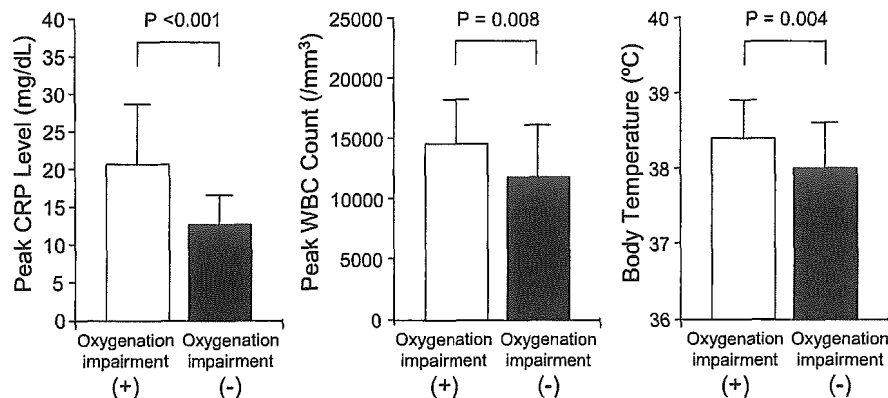 P <0.001
Peak CRP Level (mg/dL)
40
35
30
25
20
15
10
5
0
Oxygenation
impairment
(+)
Oxygenation
impairment
(-)
P = 0.008
Peak WBC Count (/mm³)
25000
20000
15000
10000
5000
0
Oxygenation
impairment
(+)
Oxygenation
impairment
(-)
P = 0.004
Body Temperature (ºC)
40
39
38
37
36
Oxygenation
impairment
(+)
Oxygenation
impairment
(-)